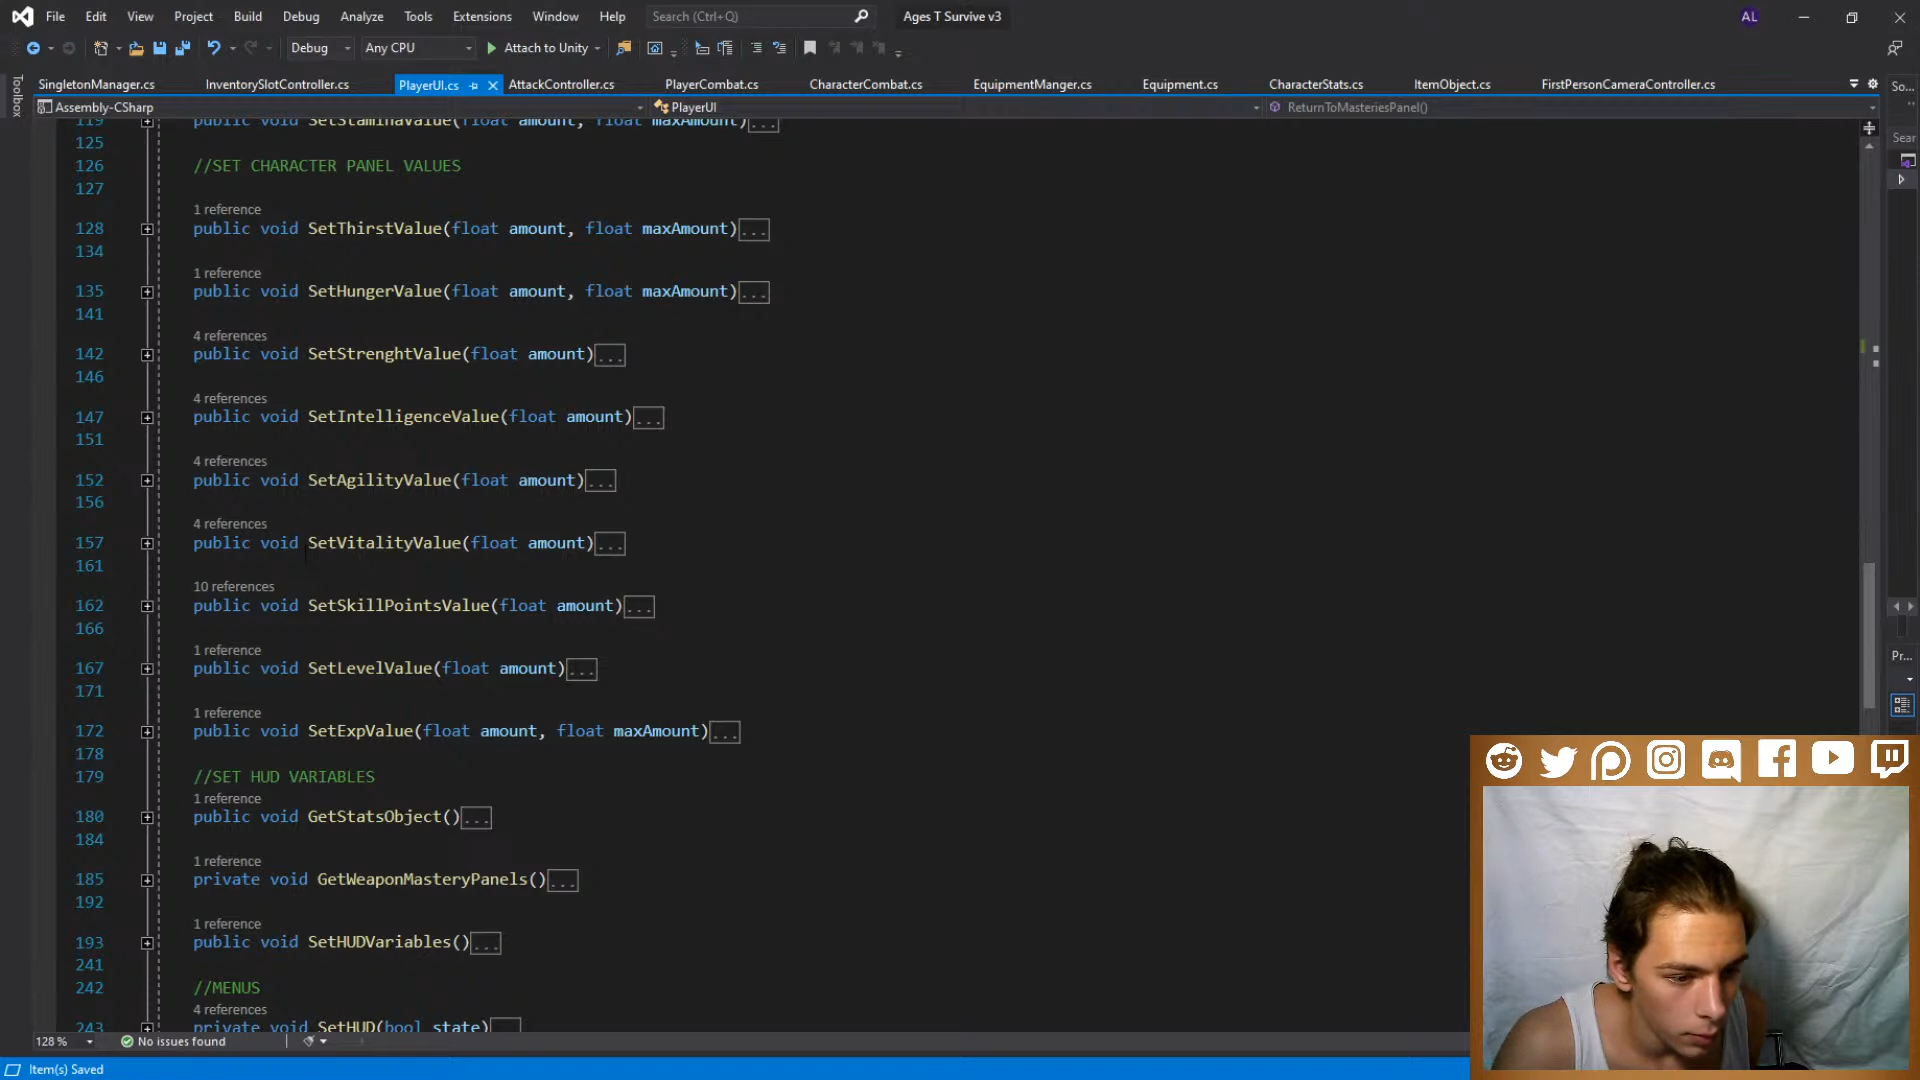 File Edit View Git Project Build Debug Analyze Tools Extensions Window Help Search (Ctrl+Q) Ages T Survive v3 AL
Debug Any CPU Attach to Unity
SingletonManager.cs InventorySlotController.cs PlayerUI.cs AttackController.cs PlayerCombat.cs CharacterCombat.cs EquipmentManger.cs Equipment.cs CharacterStats.cs ItemObject.cs FirstPersonCameraController.cs So...
Toolbox
Assembly-CSharp PlayerUI ReturnToMasteriesPanel()
Sear
119 public void SetStaminaValue(float amount, float maxAmount)...
125
126 //SET CHARACTER PANEL VALUES
127
1 reference
128 public void SetThirstValue(float amount, float maxAmount)...
134
1 reference
135 public void SetHungerValue(float amount, float maxAmount)...
141
4 references
142 public void SetStrenghtValue(float amount)...
146
4 references
147 public void SetIntelligenceValue(float amount)...
151
4 references
152 public void SetAgilityValue(float amount)...
156
4 references
157 public void SetVitalityValue(float amount)...
161
10 references
162 public void SetSkillPointsValue(float amount)...
166
1 reference
167 public void SetLevelValue(float amount)...
171
1 reference
172 public void SetExpValue(float amount, float maxAmount)...
178
179 //SET HUD VARIABLES
1 reference
180 public void GetStatsObject()...
184
1 reference
185 private void GetWeaponMasteryPanels()...
192
1 reference
193 public void SetHUDVariables()...
241
242 //MENUS
4 references
243 private void SetHUD(bool state)...
Pr...
128 % No issues found
Item(s) Saved